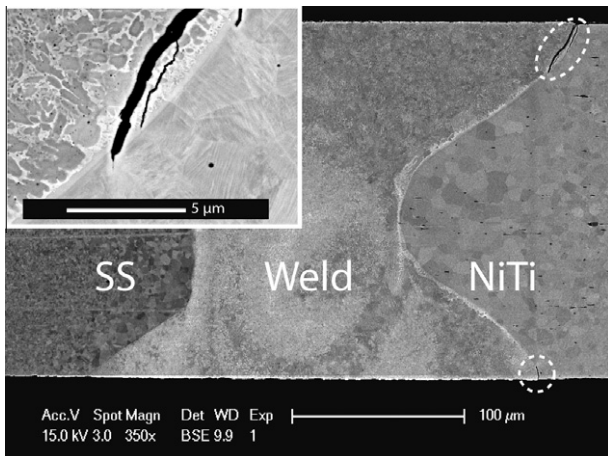 5 μm
SS Weld NiTi
Acc.V Spot Magn Det WD Exp
15.0 kV 3.0 350x BSE 9.9 1 100 μm